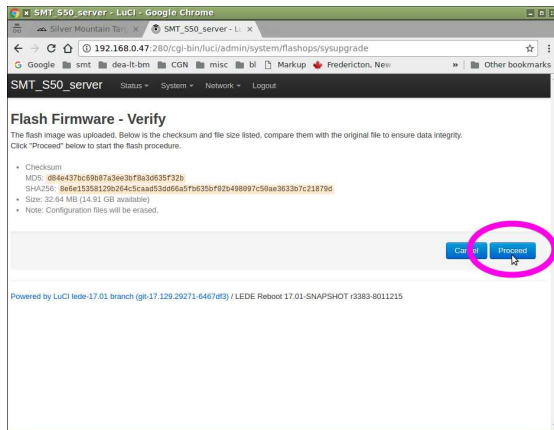 SMT_S50_server - LuCI - Google Chrome
Silver Mountain Targ
SMT_S50_server - Lu
192.168.0.47:280/cgi-bin/luci/admin/system/flashops/sysupgrade
Google smt dea-lt-bm CGN misc bl Markup Fredericton, New » Other bookmarks
SMT_S50_server Status System Network Logout
Flash Firmware - Verify
The flash image was uploaded. Below is the checksum and file size listed, compare them with the original file to ensure data integrity.
Click "Proceed" below to start the flash procedure.
Checksum
MD5: d84e437bc69b87a3ee3bf8a3d635f32b
SHA256: 8e6e15358129b264c5caad53dd66a5fb635bf02b498097c50ae3633b7c21879d
Size: 32.64 MB (14.91 GB available)
Note: Configuration files will be erased.
Cancel Proceed
Powered by LuCI lede-17.01 branch (git-17.129.29271-6467df3) / LEDE Reboot 17.01-SNAPSHOT r3383-8011215